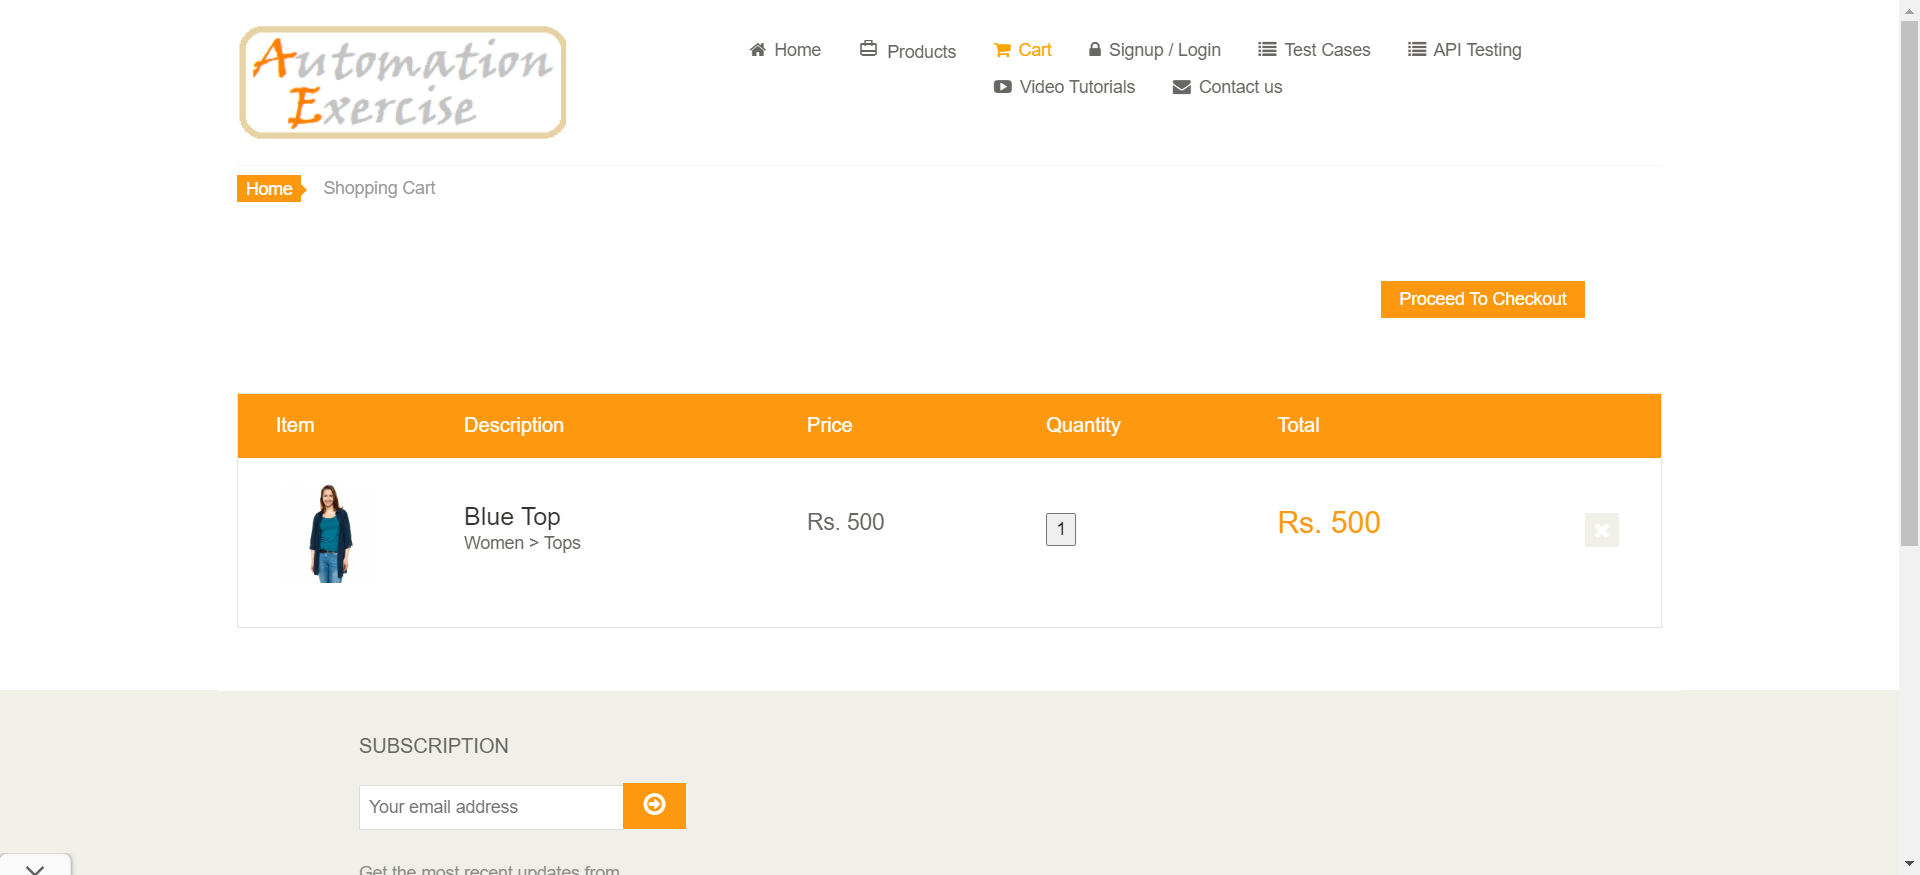 Automation
Exercise
Home
Products
Cart
Signup / Login
Test Cases
API Testing
Video Tutorials
Contact us
Home
Shopping Cart
Proceed To Checkout
Item Description Price Quantity Total
Blue Top
Women > Tops
Rs. 500
1
Rs. 500
SUBSCRIPTION
Your email address
Get the most recent updates from